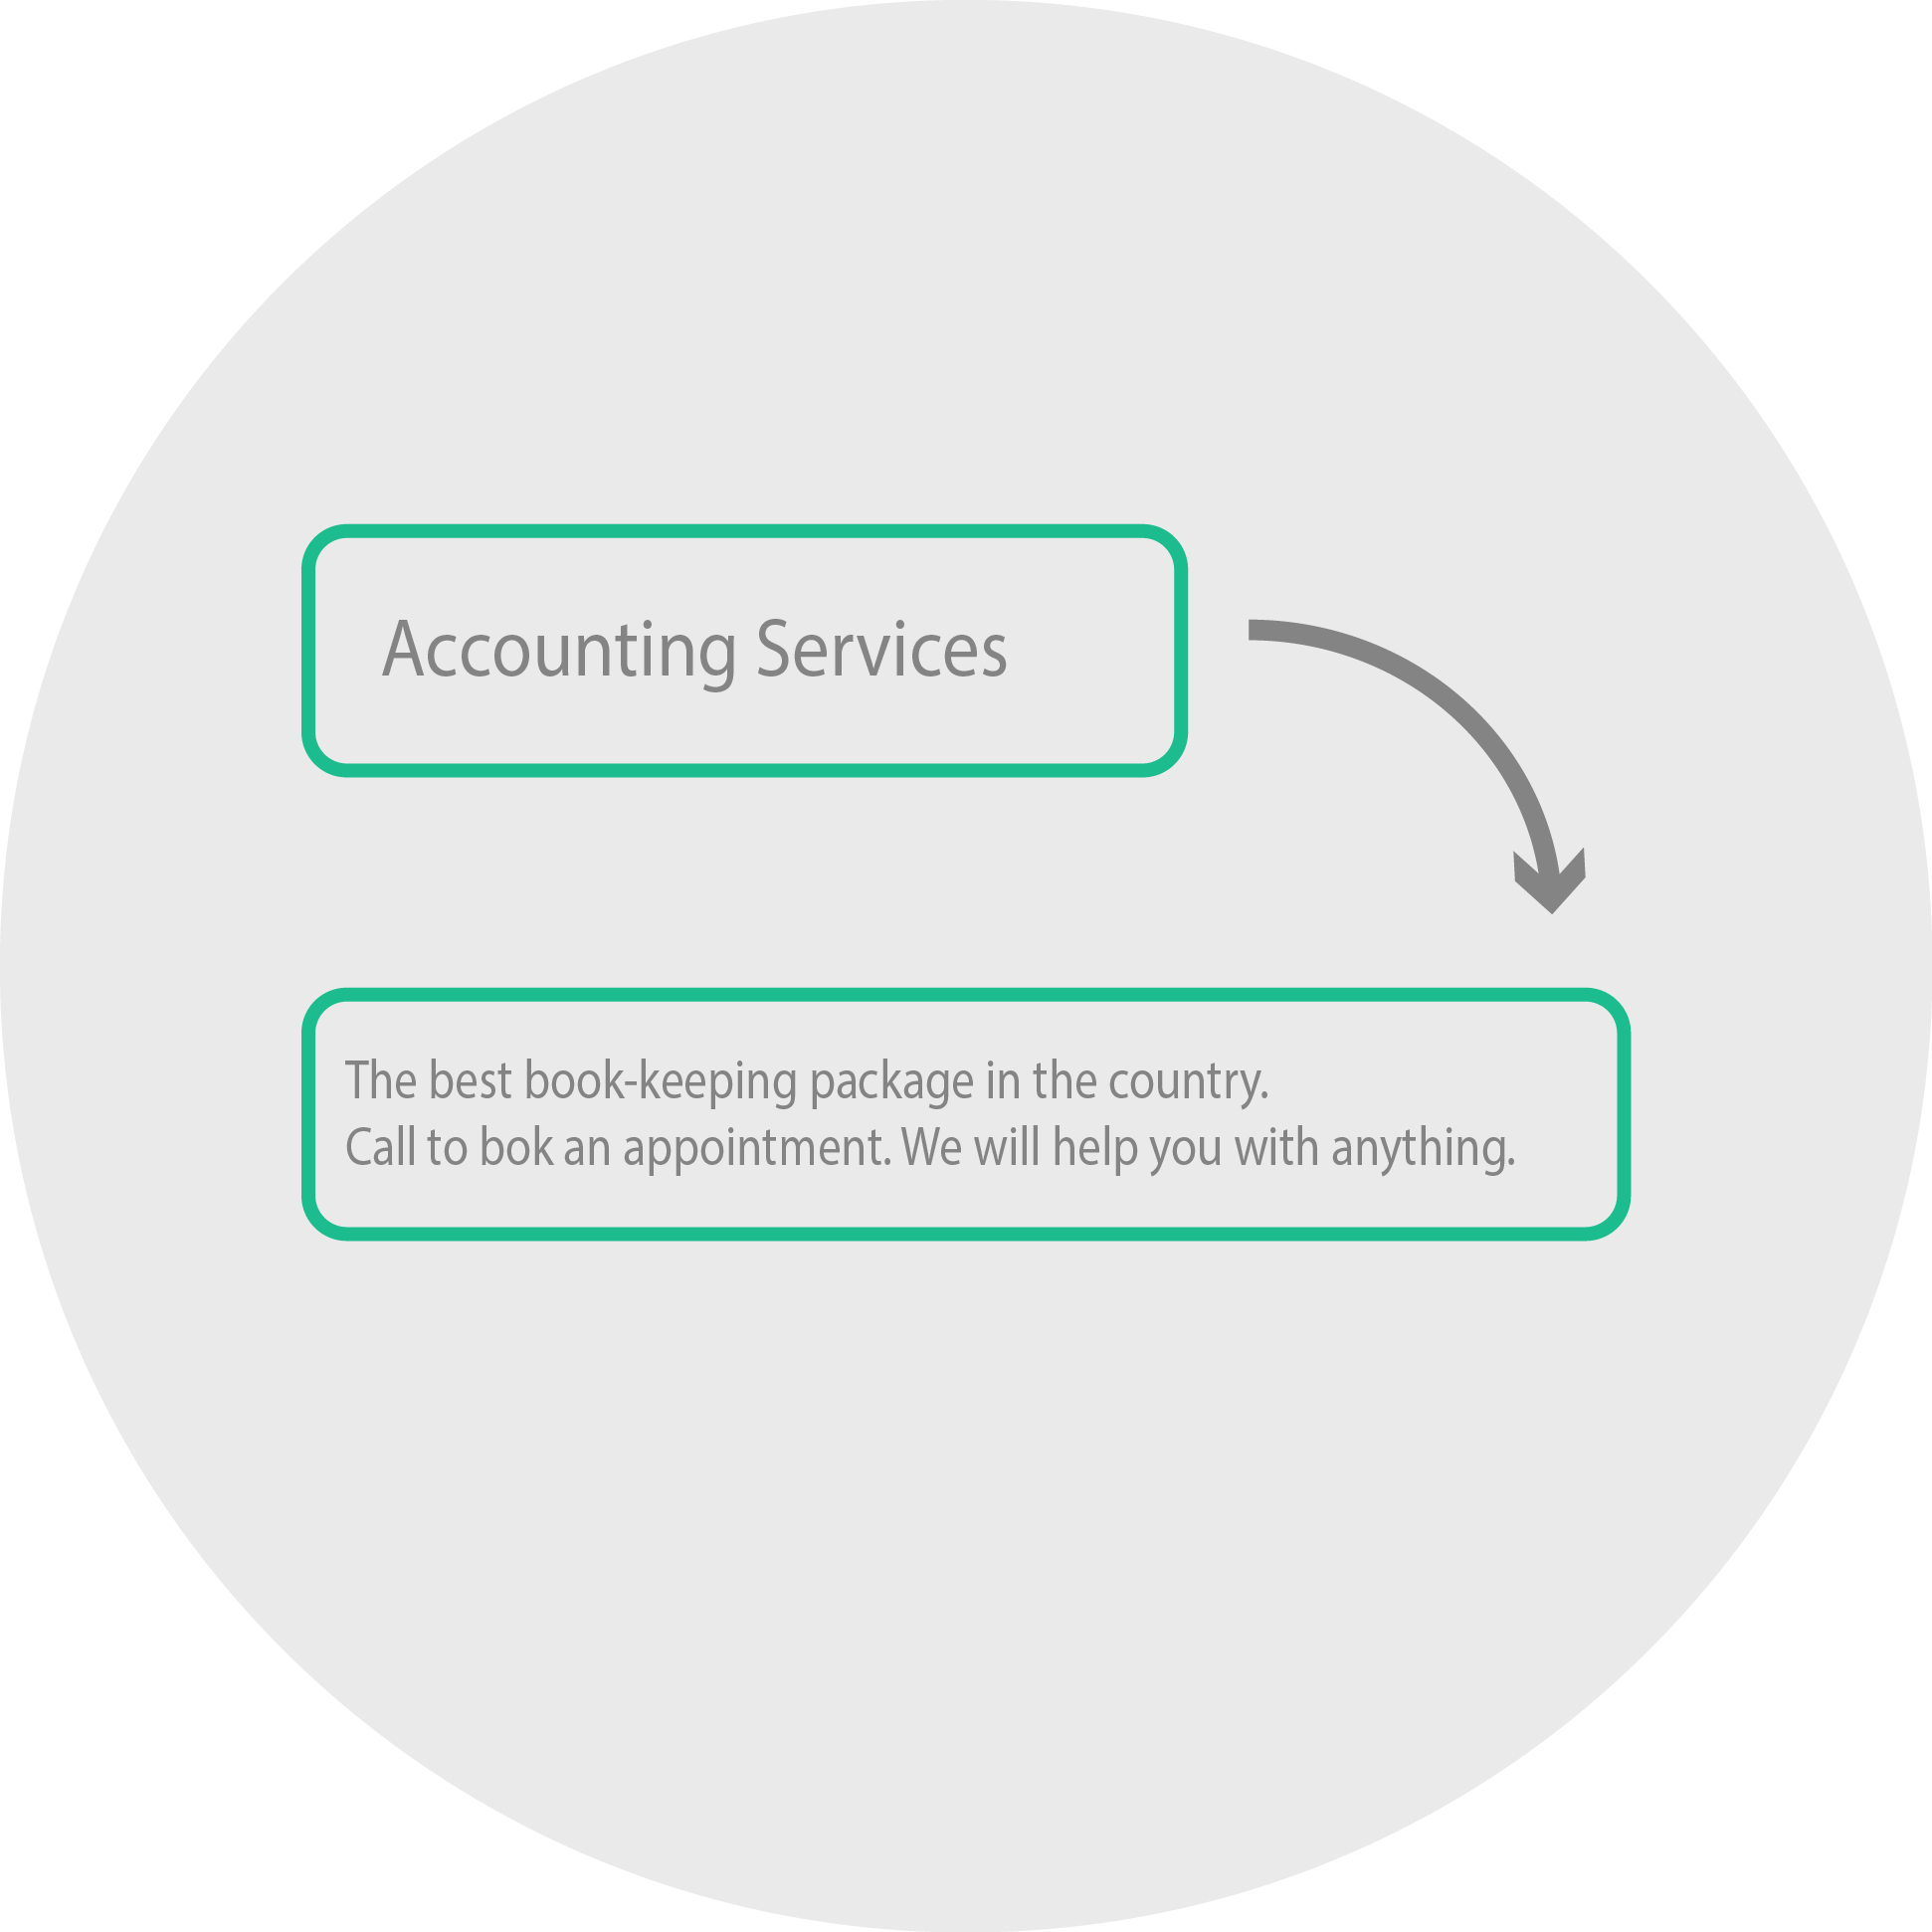 Accounting Services
The best book-keeping package in the country.
Call to bok an appointment. We will help you with anything.